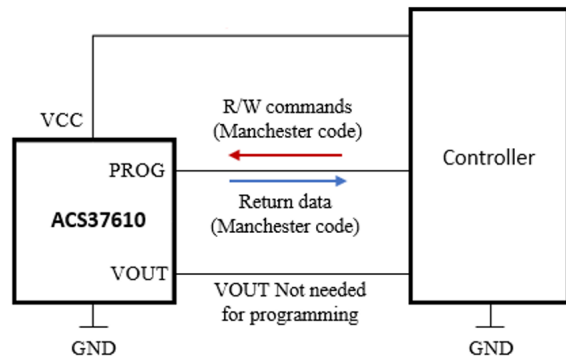 VCC
R/W commands
(Manchester code)
PROG
Controller
ACS37610
Return data
(Manchester code)
VOUT
VOUT Not needed
for programming
GND
GND